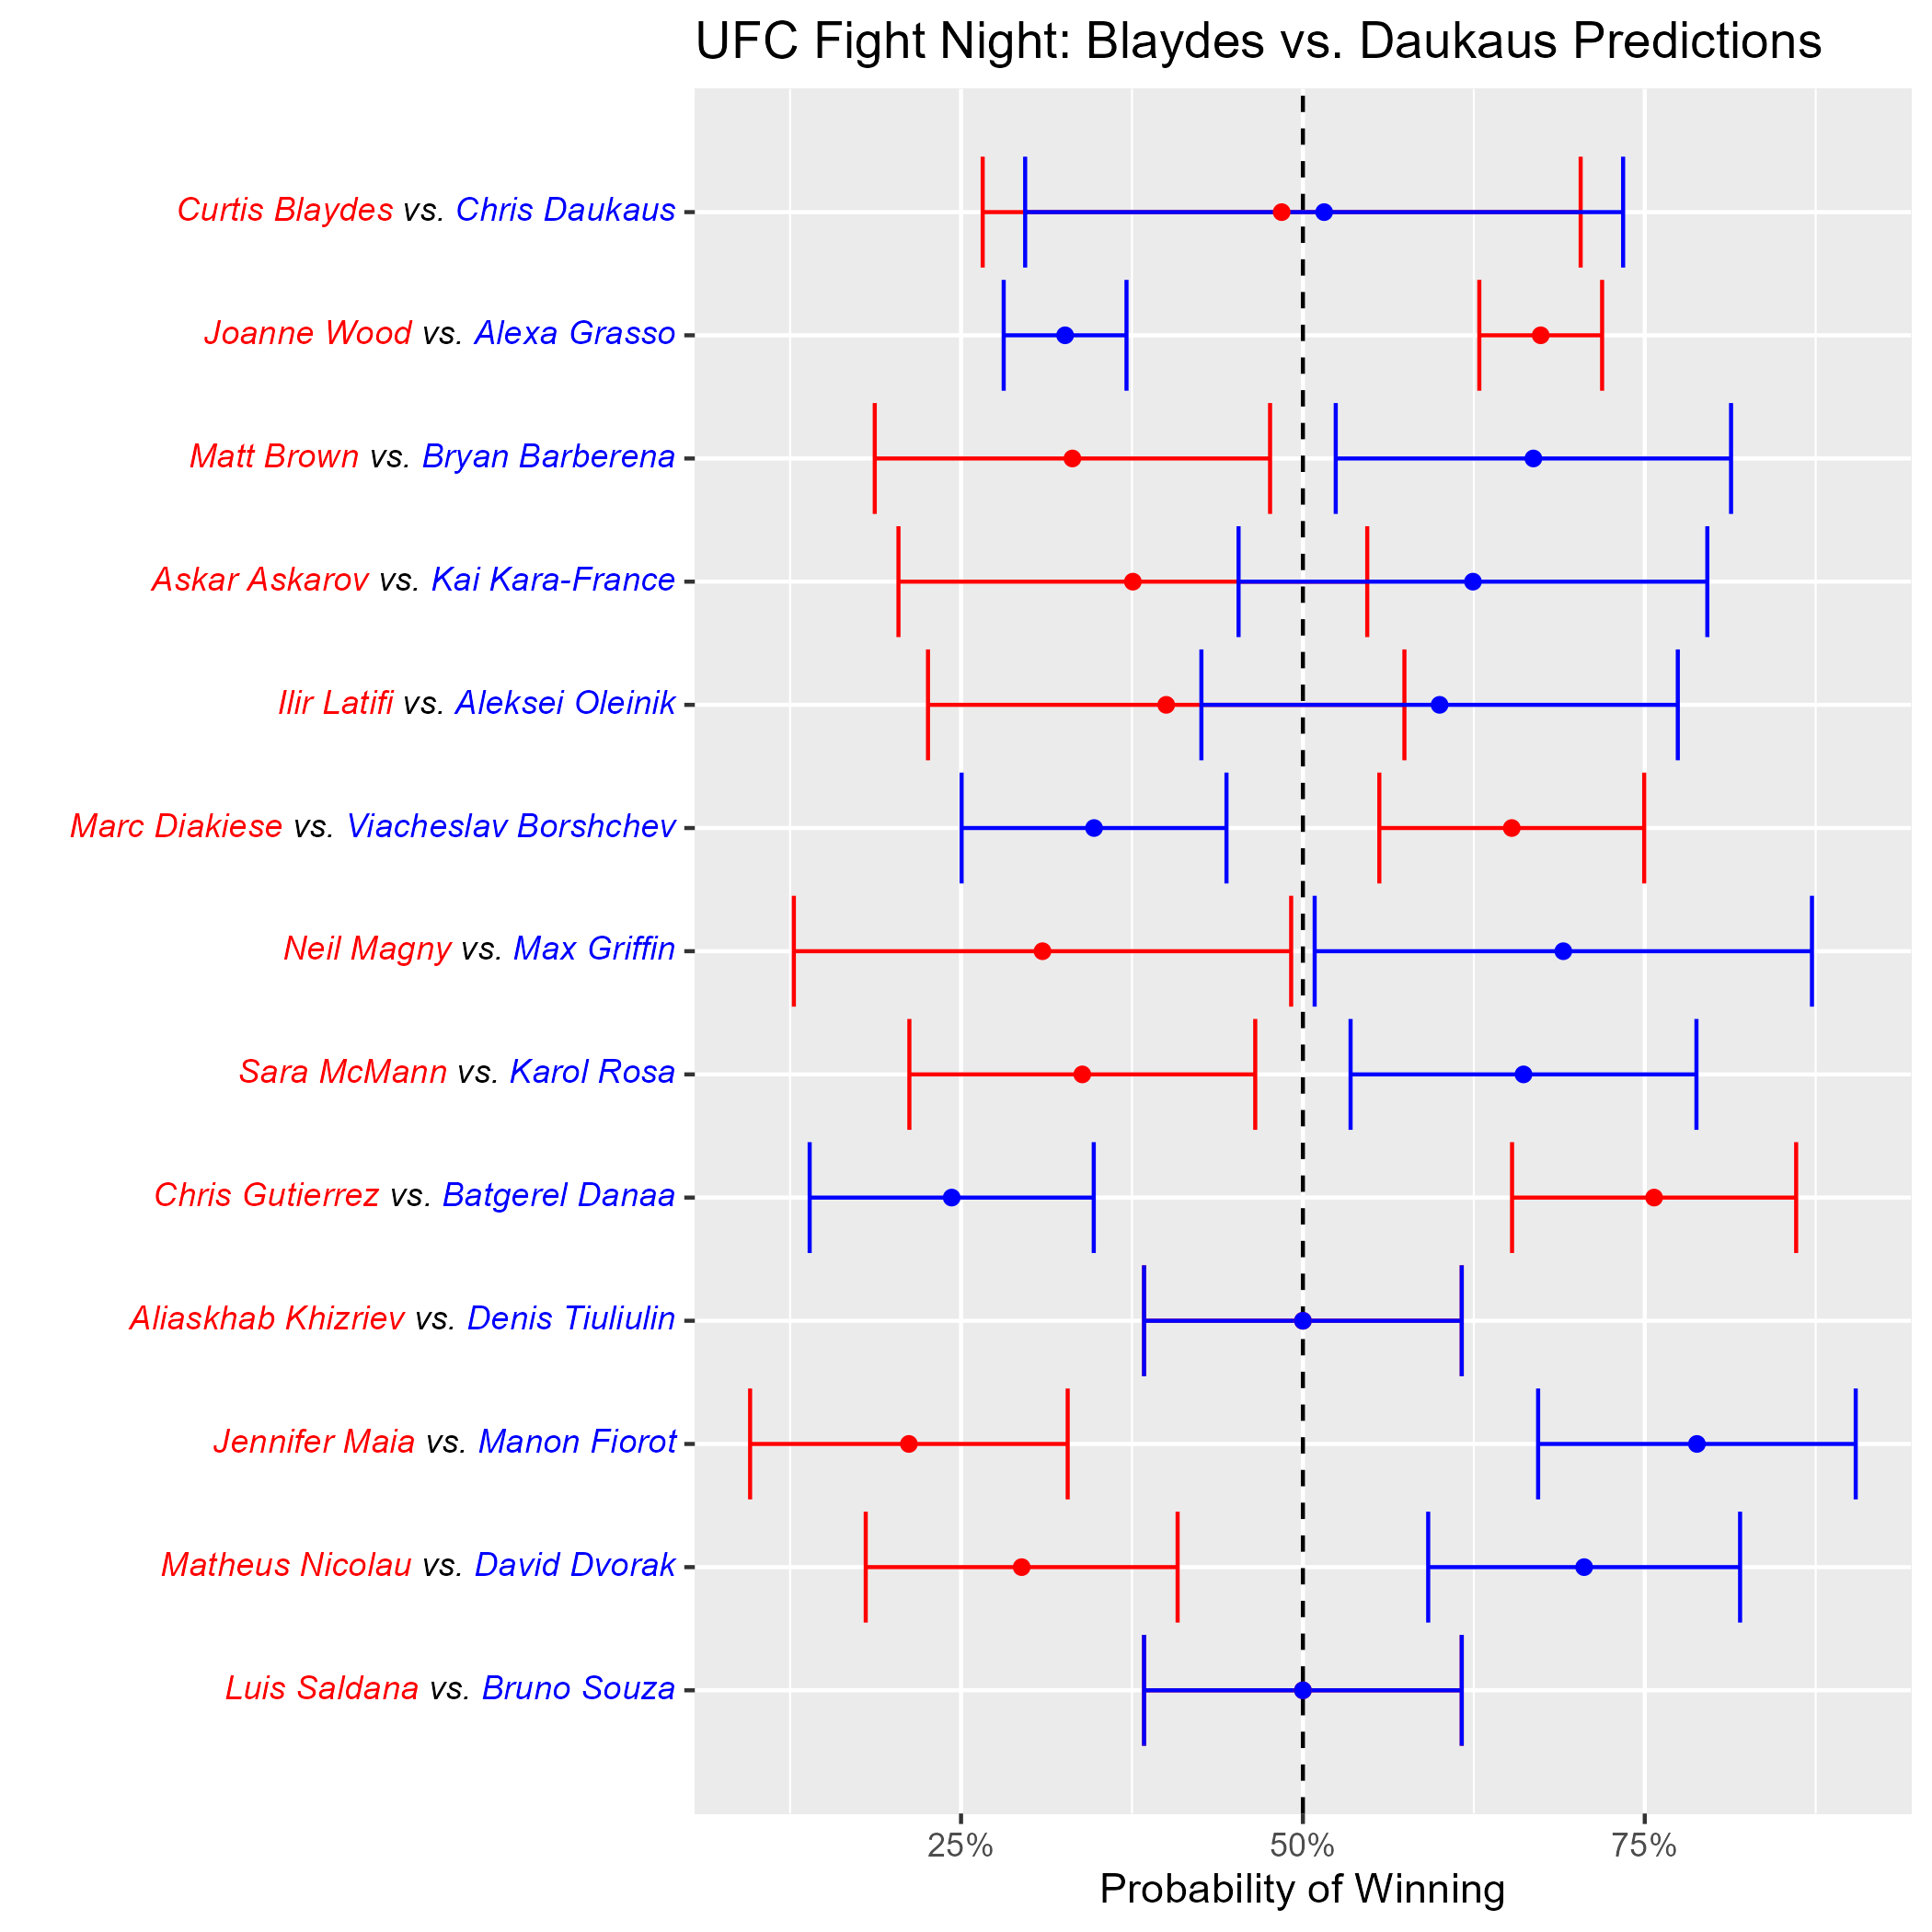 UFC Fight Night: Blaydes vs. Daukaus Predictions
Curtis Blaydes vs. Chris Daukaus
Joanne Wood vs. Alexa Grasso
Matt Brown vs. Bryan Barberena
Askar Askarov vs. Kai Kara-France
Ilir Latifi vs. Aleksei Oleinik
Marc Diakiese vs. Viacheslav Borshchev
Neil Magny vs. Max Griffin
Sara McMann vs. Karol Rosa
Chris Gutierrez vs. Batgerel Danaa
Aliaskhab Khizriev vs. Denis Tiuliulin
Jennifer Maia vs. Manon Fiorot
Matheus Nicolau vs. David Dvorak
Luis Saldana vs. Bruno Souza
25% 50% 75%
Probability of Winning